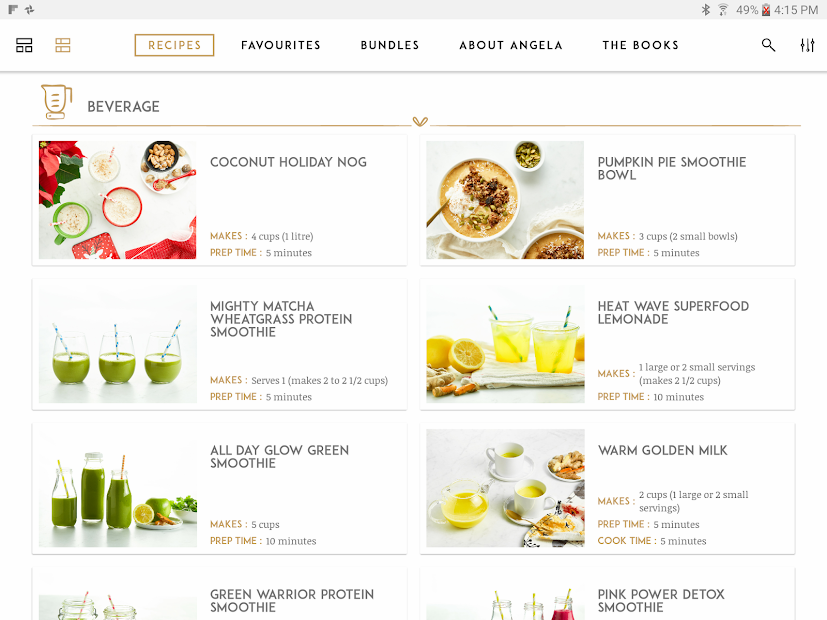 49% 4:15 PM
RECIPES FAVOURITES BUNDLES ABOUT ANGELA THE BOOKS
BEVERAGE
COCONUT HOLIDAY NOG
MAKES : 4 cups (1 litre)
PREP TIME : 5 minutes
PUMPKIN PIE SMOOTHIE
BOWL
MAKES : 3 cups (2 small bowls)
PREP TIME : 5 minutes
MIGHTY MATCHA
WHEATGRASS PROTEIN
SMOOTHIE
MAKES : Serves 1 (makes 2 to 2 1/2 cups)
PREP TIME : 5 minutes
HEAT WAVE SUPERFOOD
LEMONADE
MAKES : 1 large or 2 small servings
(makes 2 1/2 cups)
PREP TIME : 10 minutes
ALL DAY GLOW GREEN
SMOOTHIE
MAKES : 5 cups
PREP TIME : 10 minutes
WARM GOLDEN MILK
MAKES : 2 cups (1 large or 2 small
servings)
PREP TIME : 5 minutes
COOK TIME : 5 minutes
GREEN WARRIOR PROTEIN
SMOOTHIE
PINK POWER DETOX
SMOOTHIE